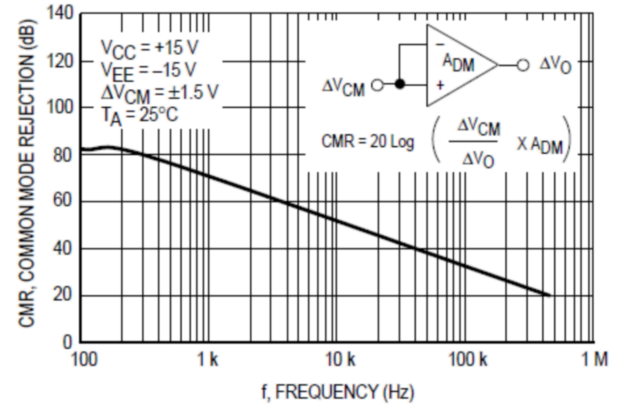 CMR, COMMON MODE REJECTION (dB)
140
120
100
80
60
40
20
0
VCC = +15 V
VEE = –15 V
ΔVCM = ±1.5 V
TA = 25°C
ΔVCM
–
+
ADM
ΔVO
CMR = 20 Log ( ΔVCM / ΔVO X ADM )
100 1 k 10 k 100 k 1 M
f, FREQUENCY (Hz)